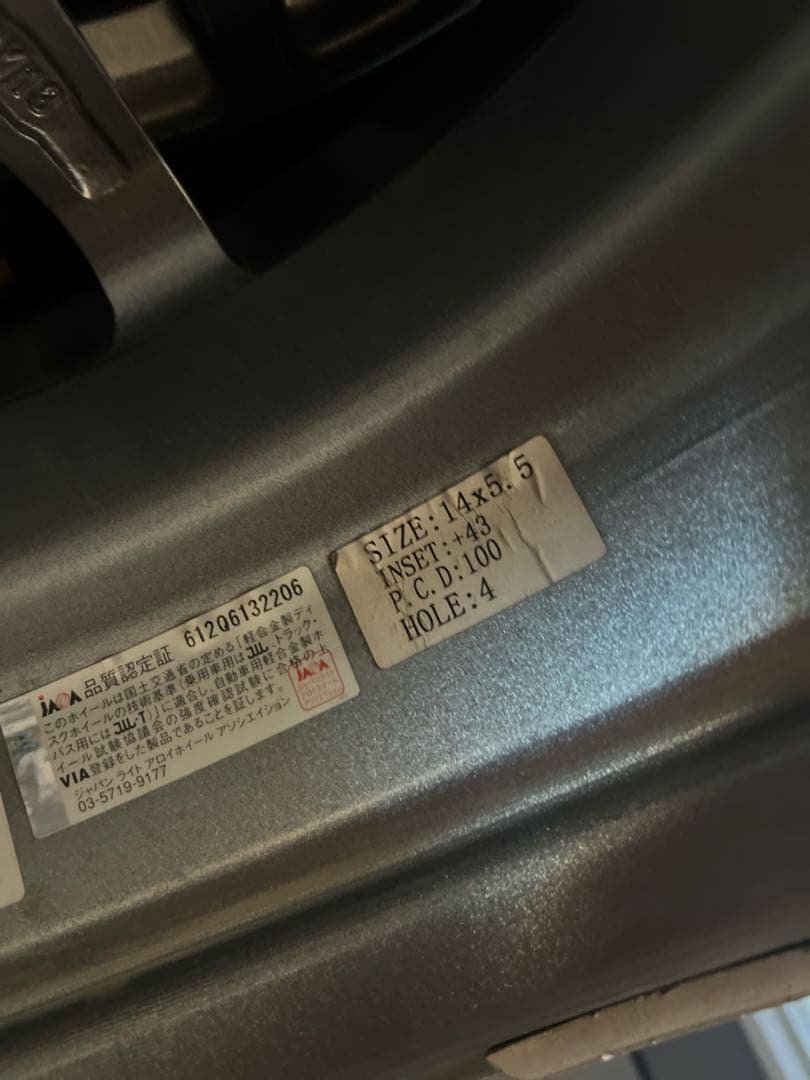 SIZE:14x5.5
INSET:+43
P.C.D:100
HOLE:4
JAWA 品質認定証 612Q6132206
このホイールは国土交通省の定める「軽合金製ディ
スクホイールの技術基準(乗用車用はJWL トラック・
バス用にはJWL-T)」に適合し、自動車用軽合金製ホ
イール試験協議会の強度確認試験に合格の上
VIA登録をした製品であることを証します。
ジャパン ライト アロイホイール アソシエイション
03-5719-9177